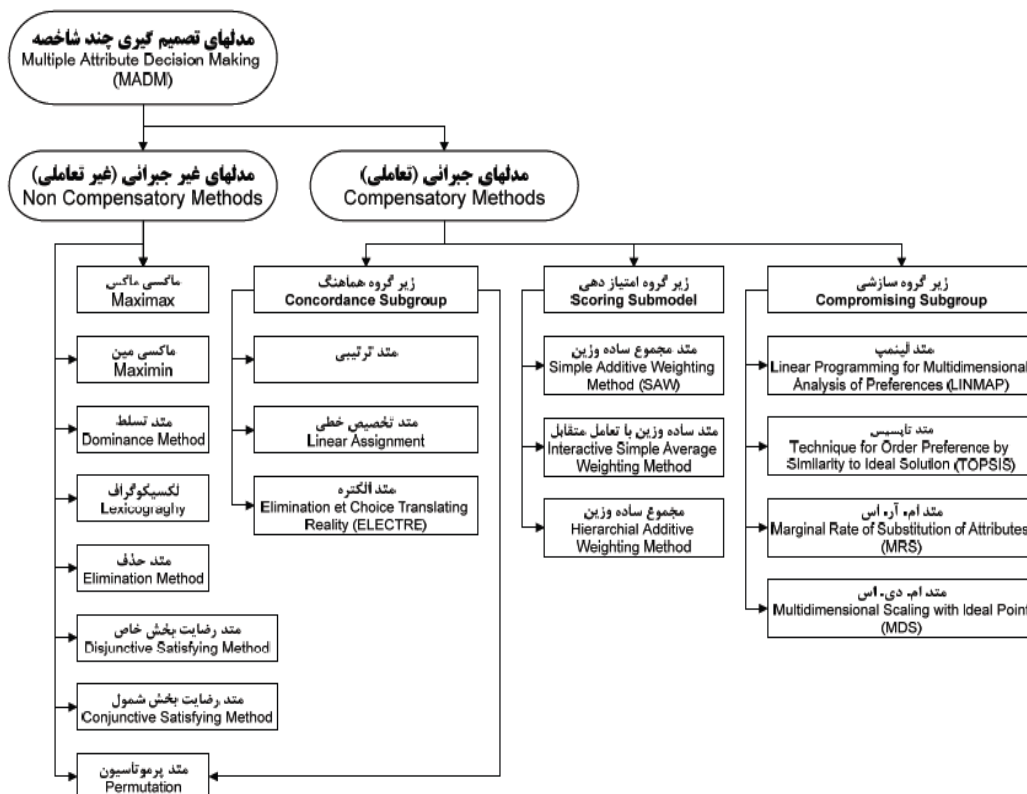 مدلهای تصمیم گیری چند شاخصه
Multiple Attribute Decision Making
(MADM)
مدلهای غیر جبرانی (غیر تعاملی)
Non Compensatory Methods
مدلهای جبرانی (تعاملی)
Compensatory Methods
ماکسی ماکس
Maximax
ماکسی مین
Maximin
متد تسلط
Dominance Method
لکسیکوگراف
Lexicograghy
متد حذف
Elimination Method
متد رضایت بخش خاص
Disjunctive Satisfying Method
متد رضایت بخش شمول
Conjunctive Satisfying Method
متد پرموتاسیون
Permutation
زیر گروه هماهنگ
Concordance Subgroup
متد ترتیبی
متد تخصیص خطی
Linear Assignment
متد الکتره
Elimination et Choice Translating
Reality (ELECTRE)
زیر گروه امتیاز دهی
Scoring Submodel
متد مجموع ساده وزین
Simple Additive Weighting
Method (SAW)
متد ساده وزین با تعامل متقابل
Interactive Simple Average
Weighting Method
مجموع ساده وزین
Hierarchial Additive
Weighting Method
زیر گروه سازشی
Compromising Subgroup
متد لینمپ
Linear Programming for Multidimensional
Analysis of Preferences (LINMAP)
متد تاپسیس
Technique for Order Preference by
Similarity to Ideal Solution (TOPSIS)
متد ام. آر. اس
Marginal Rate of Substitution of Attributes
(MRS)
متد ام. دی. اس
Multidimensional Scaling with Ideal Point
(MDS)